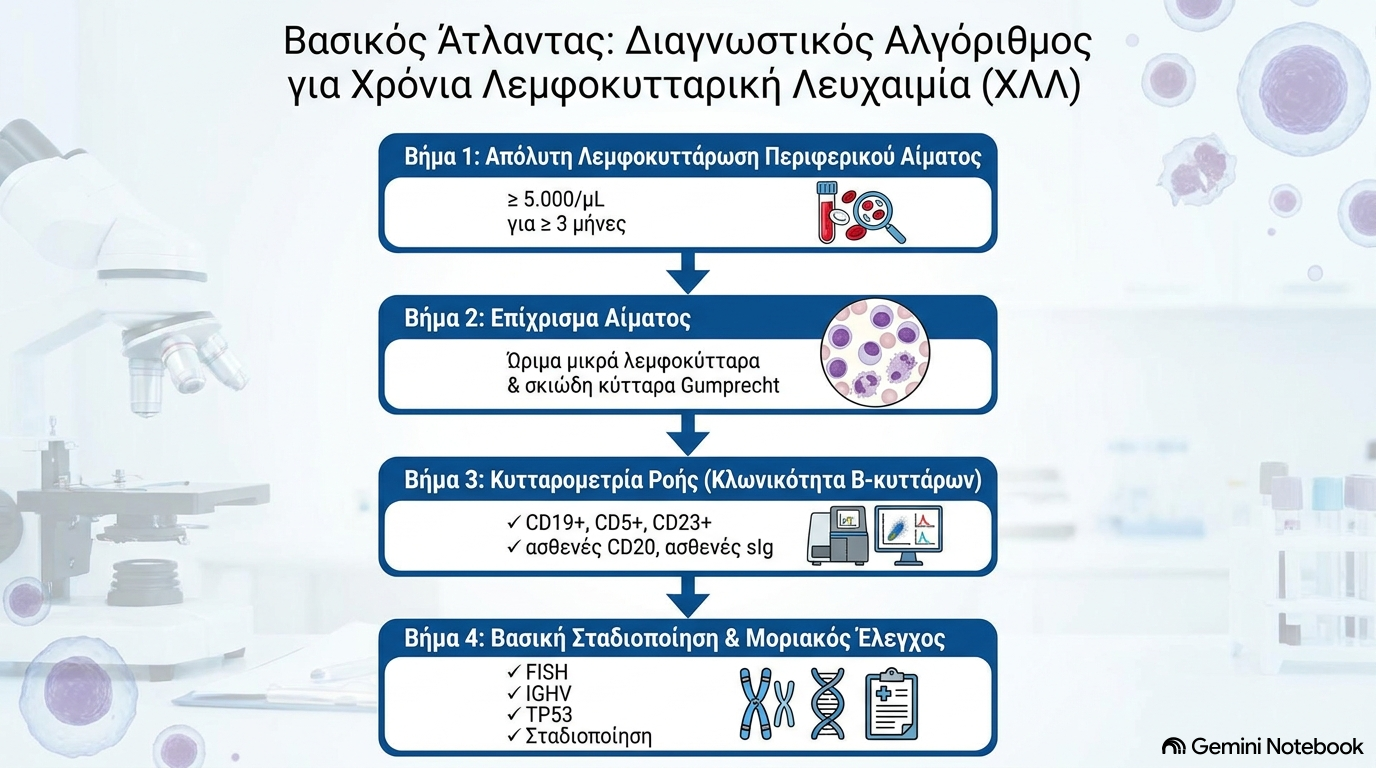 Βασικός Άτλαντας: Διαγνωστικός Αλγόριθμος
για Χρόνια Λεμφοκυτταρική Λευχαιμία (ΧΛΛ)
Βήμα 1: Απόλυτη Λεμφοκυττάρωση Περιφερικού Αίματος
≥ 5.000/μL
για ≥ 3 μήνες
Βήμα 2: Επίχρισμα Αίματος
Ώριμα μικρά λεμφοκύτταρα
& σκιώδη κύτταρα Gumprecht
Βήμα 3: Κυτταρομετρία Ροής (Κλωνικότητα Β-κυττάρων)
✓ CD19+, CD5+, CD23+
✓ ασθενές CD20, ασθενές sIg
Βήμα 4: Βασική Σταδιοποίηση & Μοριακός Έλεγχος
✓ FISH
✓ IGHV
✓ TP53
✓ Σταδιοποίηση
Gemini Notebook